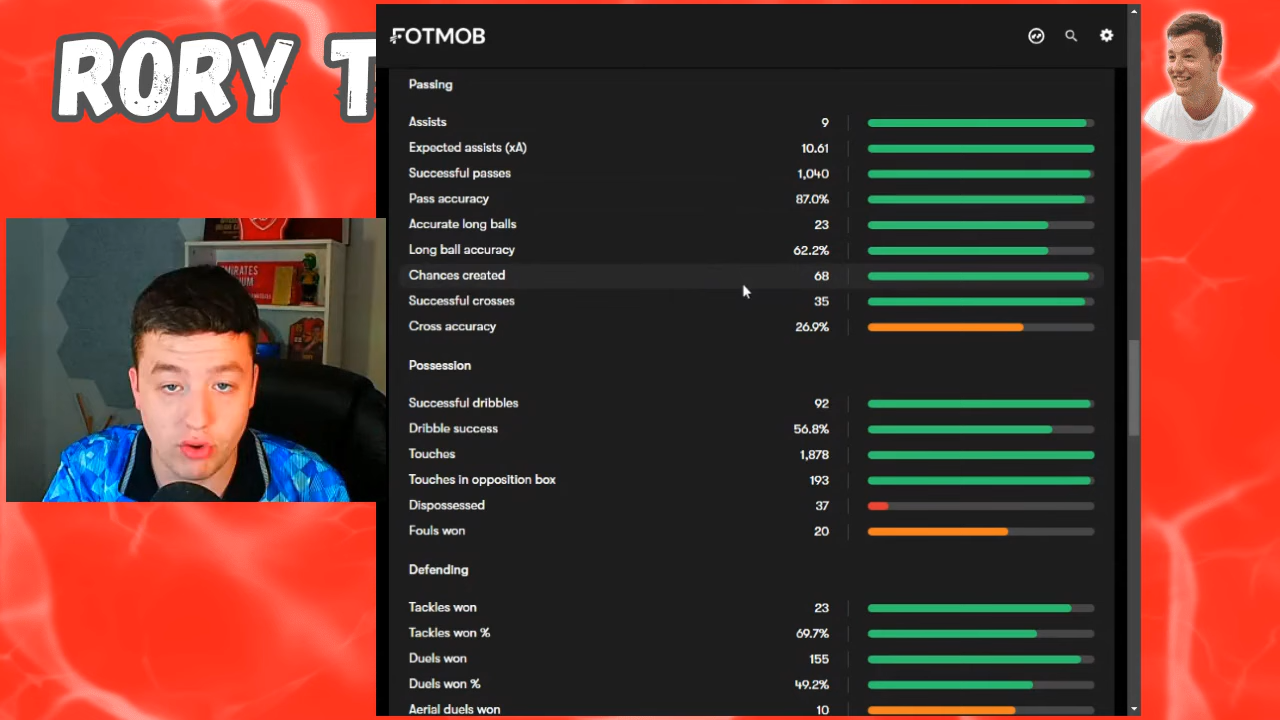 RORY T
FOTMOB
Passing
Assists 9
Expected assists (xA) 10.61
Successful passes 1,040
Pass accuracy 87.0%
Accurate long balls 23
Long ball accuracy 62.2%
Chances created 68
Successful crosses 35
Cross accuracy 26.9%
Possession
Successful dribbles 92
Dribble success 56.8%
Touches 1,878
Touches in opposition box 193
Dispossessed 37
Fouls won 20
Defending
Tackles won 23
Tackles won % 69.7%
Duels won 155
Duels won % 49.2%
Aerial duels won 10